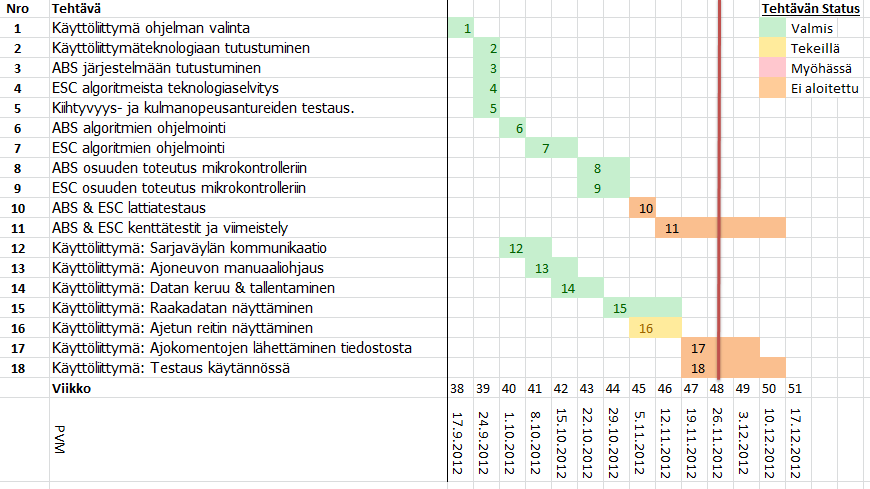 Nro Tehtävä Tehtävän Status
1 Käyttöliittymä ohjelman valinta 1 Valmis
2 Käyttöliittymäteknologiaan tutustuminen 2 Tekeillä
3 ABS järjestelmään tutustuminen 3 Myöhässä
4 ESC algoritmeista teknologiaselvitys 4 Ei aloitettu
5 Kiihtyvyys- ja kulmanopeusantureiden testaus. 5
6 ABS algoritmien ohjelmointi 6
7 ESC algoritmien ohjelmointi 7
8 ABS osuuden toteutus mikrokontrolleriin 8
9 ESC osuuden toteutus mikrokontrolleriin 9
10 ABS & ESC lattiatestaus 10
11 ABS & ESC kenttätestit ja viimeistely 11
12 Käyttöliittymä: Sarjaväylän kommunikaatio 12
13 Käyttöliittymä: Ajoneuvon manuaaliohjaus 13
14 Käyttöliittymä: Datan keruu & tallentaminen 14
15 Käyttöliittymä: Raakadatan näyttäminen 15
16 Käyttöliittymä: Ajetun reitin näyttäminen 16
17 Käyttöliittymä: Ajokomentojen lähettäminen tiedostosta 17
18 Käyttöliittymä: Testaus käytännössä 18
Viikko 38 39 40 41 42 43 44 45 46 47 48 49 50 51
PVM 17.9.2012 24.9.2012 1.10.2012 8.10.2012 15.10.2012 22.10.2012 29.10.2012 5.11.2012 12.11.2012 19.11.2012 26.11.2012 3.12.2012 10.12.2012 17.12.2012